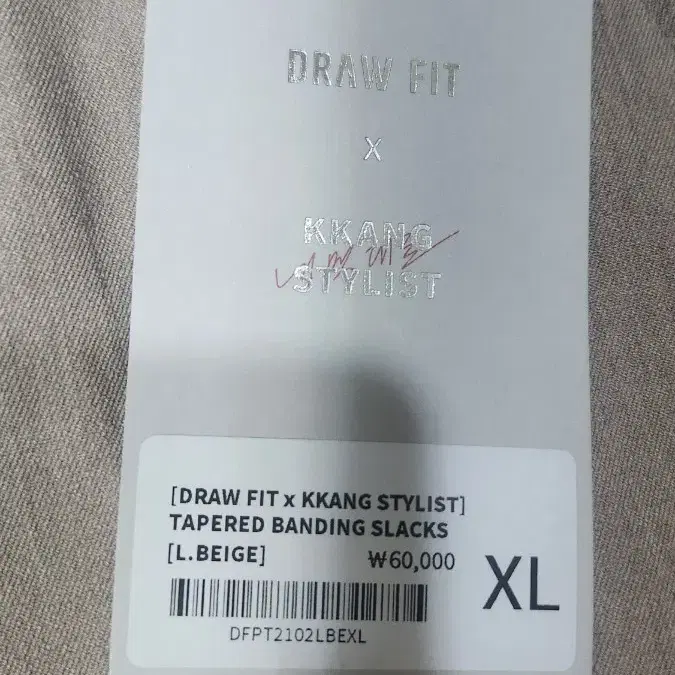 DRAW FIT
X
KKANG
STYLIST
[DRAW FIT x KKANG STYLIST]
TAPERED BANDING SLACKS
[L.BEIGE] ₩60,000
XL
DFPT2102LBEXL